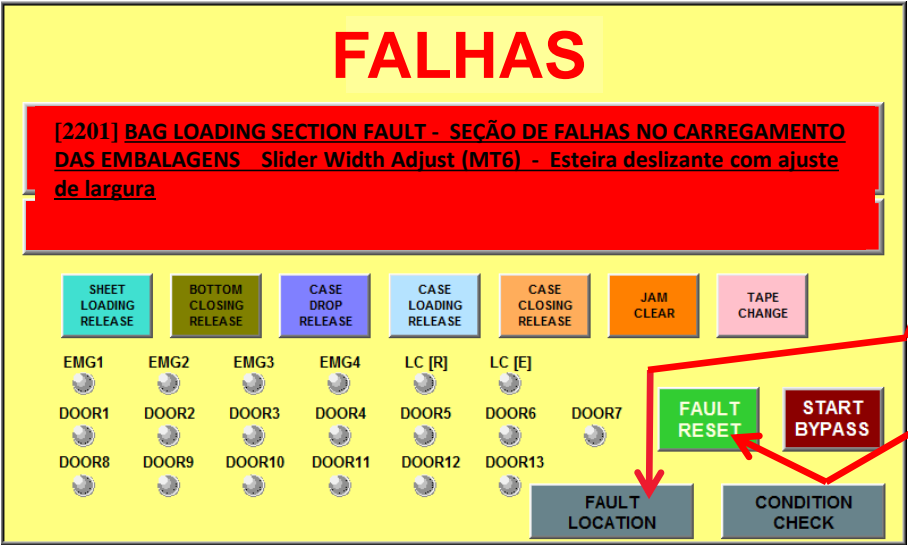 FALHAS
[2201] BAG LOADING SECTION FAULT - SEÇÃO DE FALHAS NO CARREGAMENTO
DAS EMBALAGENS Slider Width Adjust (MT6) - Esteira deslizante com ajuste
de largura
SHEET LOADING RELEASE
BOTTOM CLOSING RELEASE
CASE DROP RELEASE
CASE LOADING RELEASE
CASE CLOSING RELEASE
JAM CLEAR
TAPE CHANGE
EMG1 EMG2 EMG3 EMG4 LC [R] LC [E]
DOOR1 DOOR2 DOOR3 DOOR4 DOOR5 DOOR6 DOOR7
FAULT RESET
START BYPASS
DOOR8 DOOR9 DOOR10 DOOR11 DOOR12 DOOR13
FAULT LOCATION
CONDITION CHECK